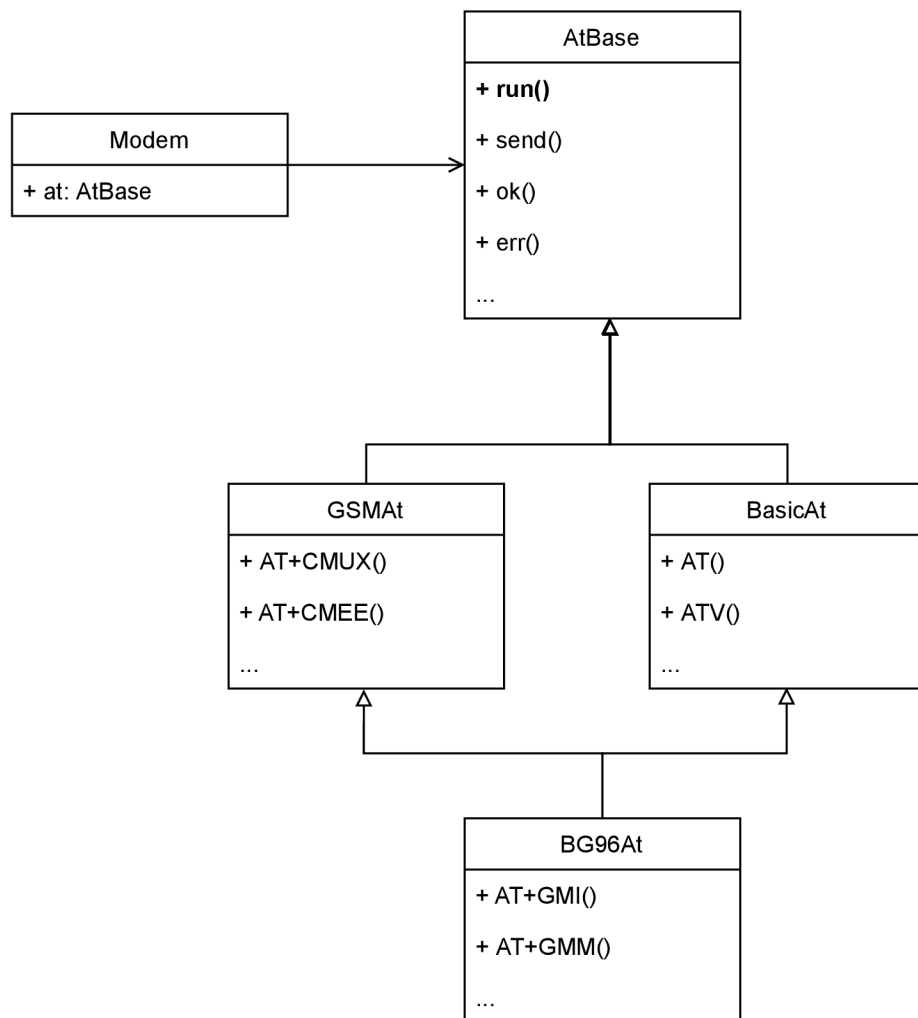 AtBase
+ run()
+ send()
+ ok()
+ err()
...
Modem
+ at: AtBase
GSMAt
+ AT+CMUX()
+ AT+CMEE()
...
BasicAt
+ AT()
+ ATV()
...
BG96At
+ AT+GMI()
+ AT+GMM()
...